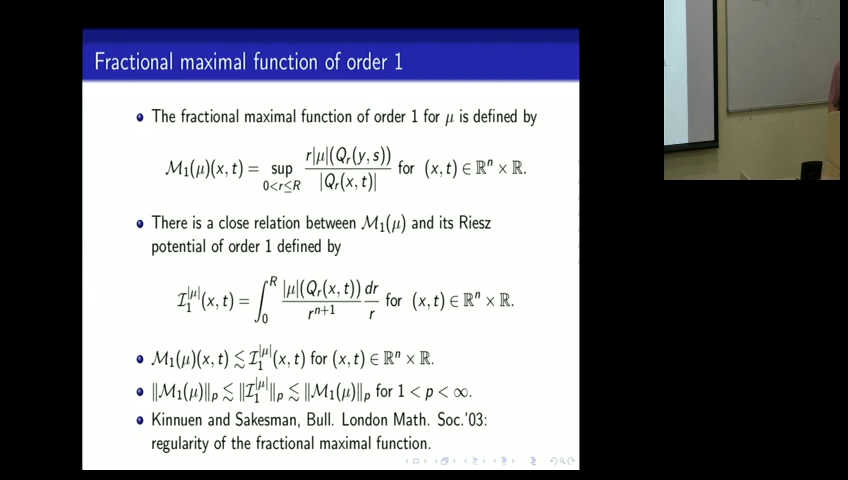 Fractional maximal function of order 1
The fractional maximal function of order 1 for μ is defined by
M₁(μ)(x, t) = sup_{0<r≤R} r|μ|(Q_r(y, s)) / |Q_r(x, t)| for (x, t) ∈ ℝⁿ × ℝ.
There is a close relation between M₁(μ) and its Riesz
potential of order 1 defined by
I₁^{|μ|}(x, t) = ∫₀^R |μ|(Q_r(x, t)) / r^{n+1} dr/r for (x, t) ∈ ℝⁿ × ℝ.
M₁(μ)(x, t) ≲ I₁^{|μ|}(x, t) for (x, t) ∈ ℝⁿ × ℝ.
‖M₁(μ)‖_p ≲ ‖I₁^{|μ|}‖_p ≲ ‖M₁(μ)‖_p for 1 < p < ∞.
Kinnuen and Sakesman, Bull. London Math. Soc.'03:
regularity of the fractional maximal function.